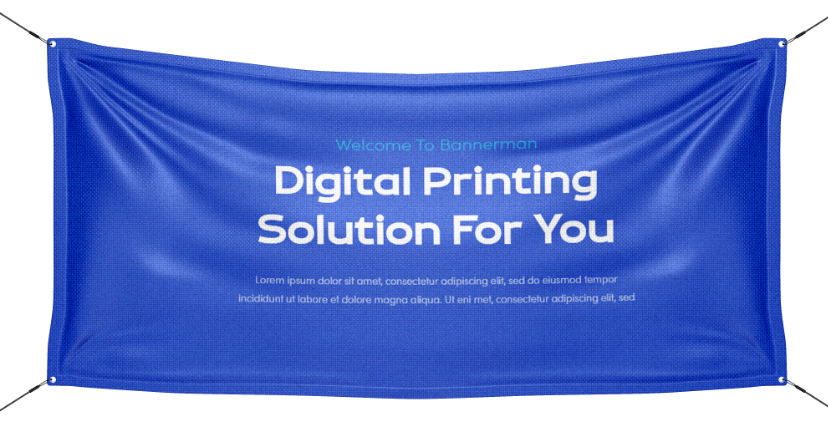 Welcome To Bannerman
Digital Printing
Solution For You
Lorem ipsum dolor sit amet, consectetur adipiscing elit, sed do eiusmod tempor
incididunt ut labore et dolore magna aliqua. Ut eni met, consectetur adipiscing elit, sed